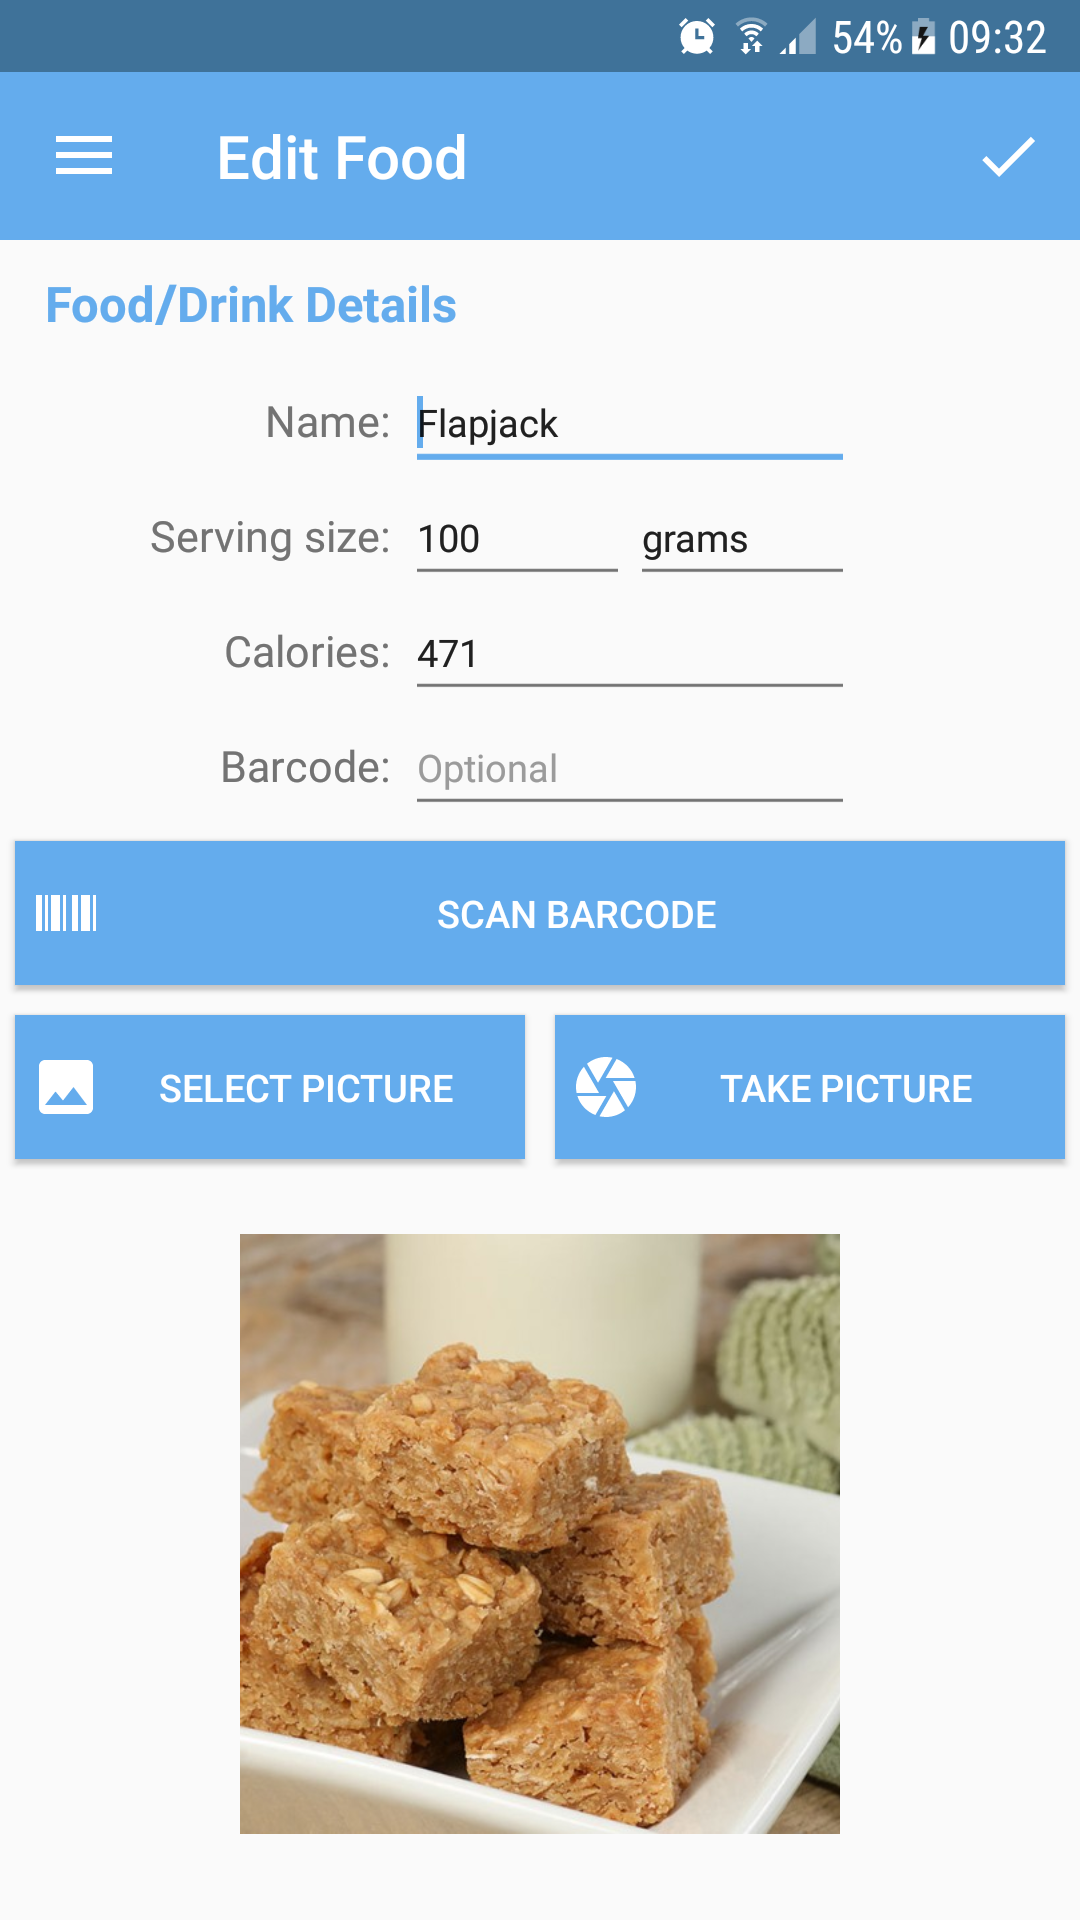 54% 09:32
Edit Food
Food/Drink Details
Name: Flapjack
Serving size: 100 grams
Calories: 471
Barcode: Optional
SCAN BARCODE
SELECT PICTURE TAKE PICTURE